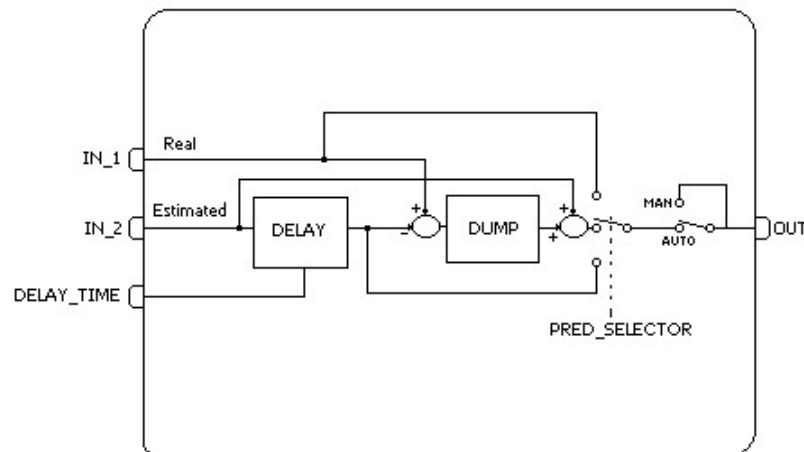 Real
IN_1
+
Estimated
+
MAN
IN_2
DELAY
-
DUMP
+
AUTO
OUT
DELAY_TIME
PRED_SELECTOR